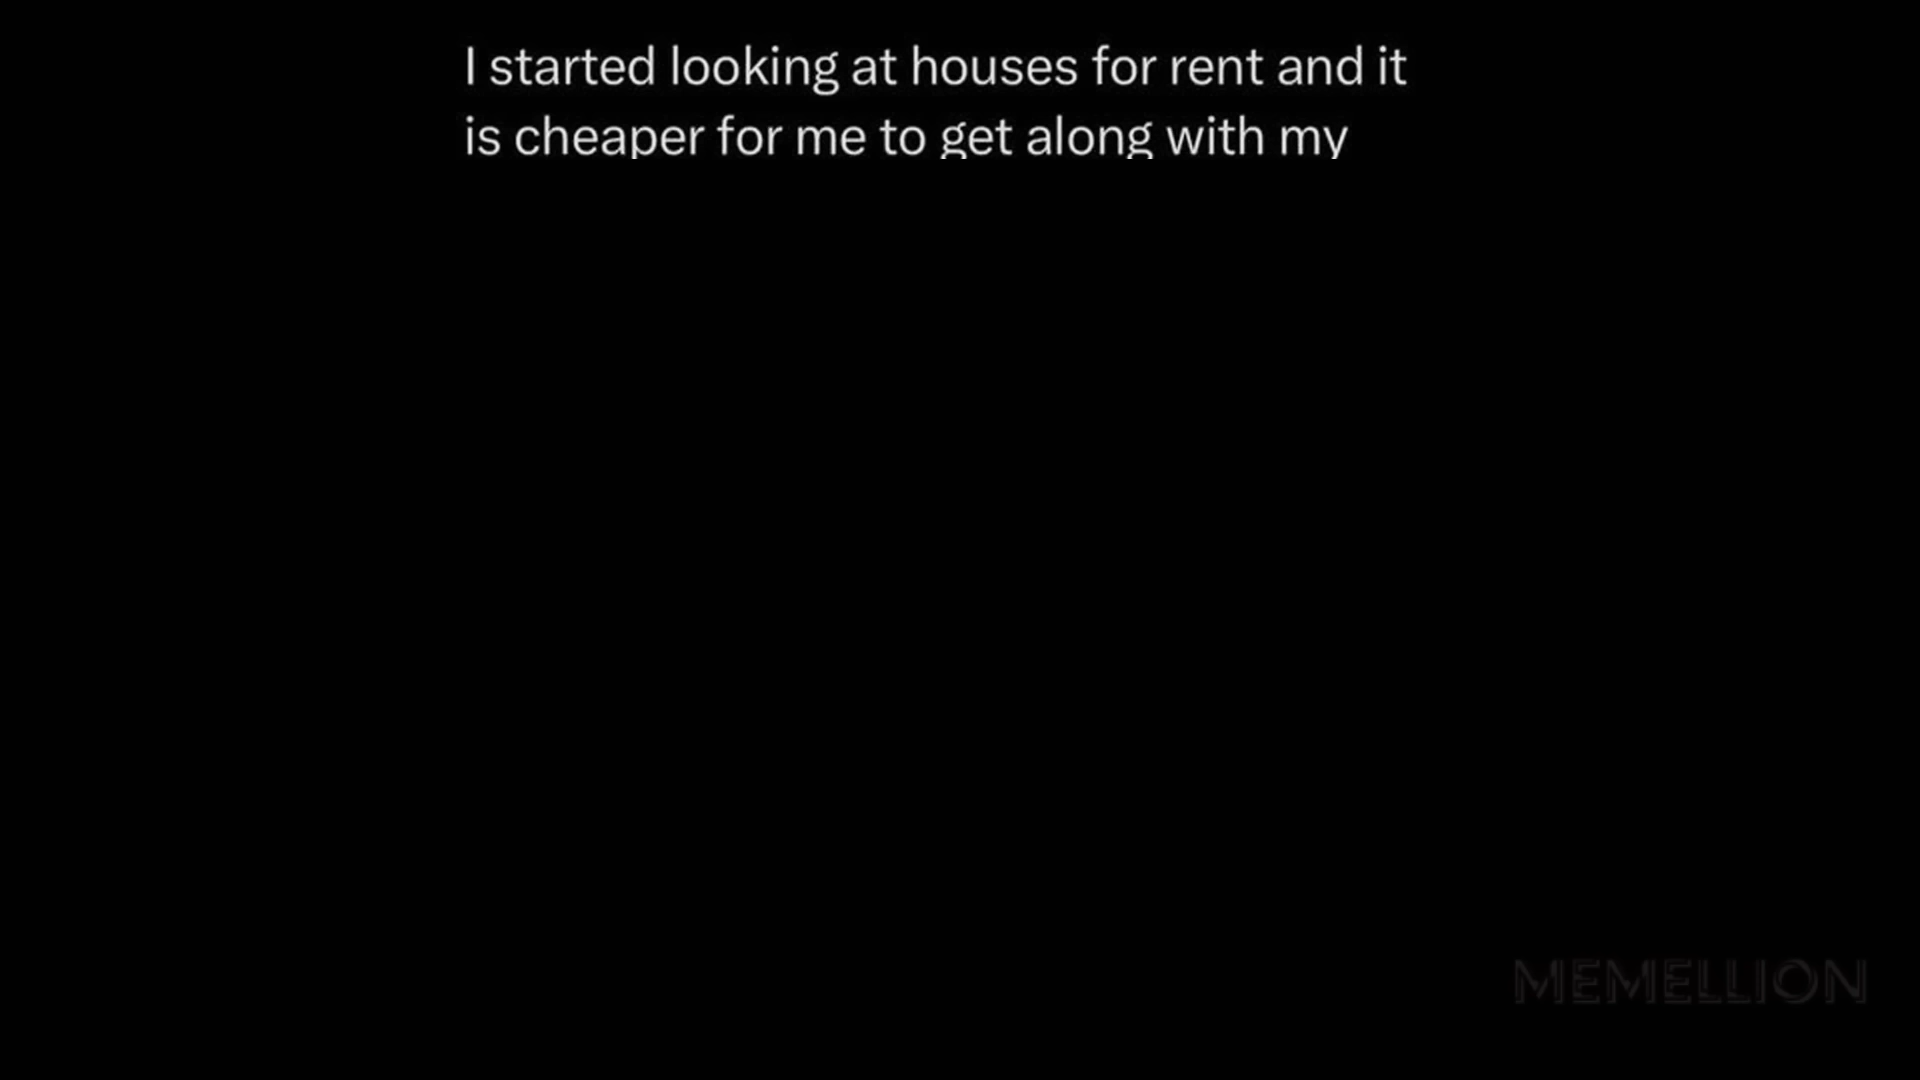 I started looking at houses for rent and it
is cheaper for me to get along with my
MEMELLION